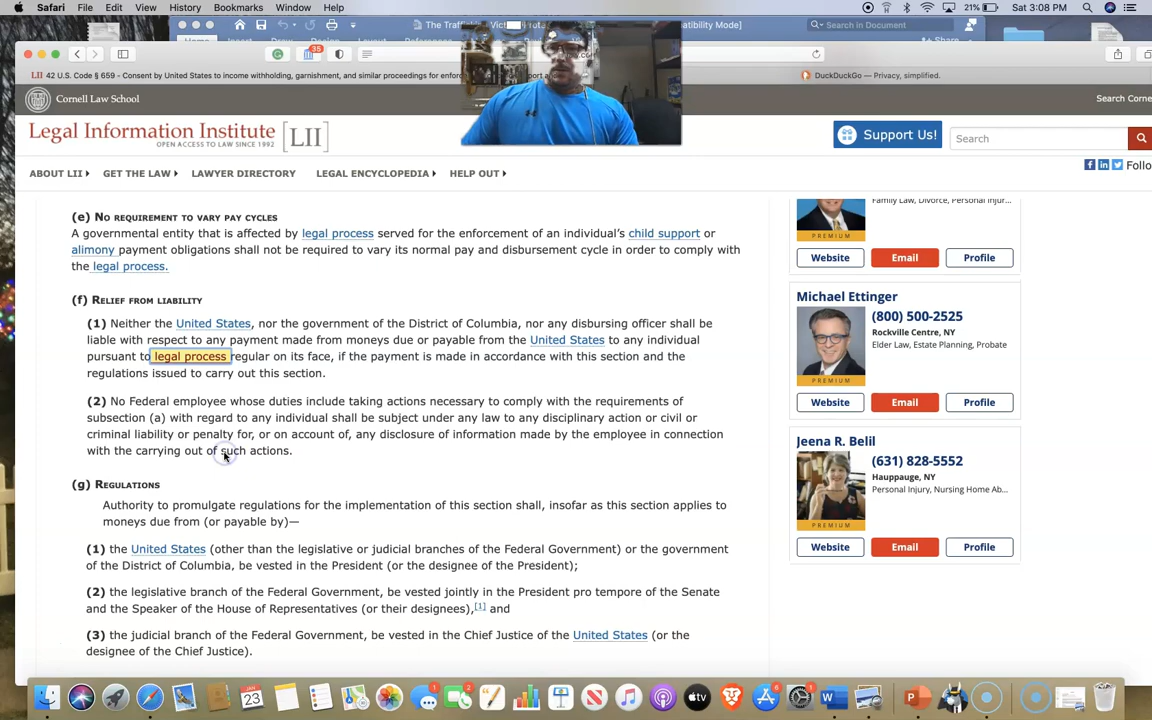 Safari File Edit View History Bookmarks Window Help 21% Sat 3:08 PM
The Traffi
atibility Mode]
Search in Document
35
LII 42 U.S. Code § 659 - Consent by United States to income withholding, garnishment, and similar proceedings for enfor
DuckDuckGo — Privacy, simplified.
Cornell Law School
Search Corne
Legal Information Institute [LII]
OPEN ACCESS TO LAW SINCE 1992
Support Us!
Search
ABOUT LII GET THE LAW LAWYER DIRECTORY LEGAL ENCYCLOPEDIA HELP OUT
Follo
(e) NO REQUIREMENT TO VARY PAY CYCLES
A governmental entity that is affected by legal process served for the enforcement of an individual's child support or
alimony payment obligations shall not be required to vary its normal pay and disbursement cycle in order to comply with
the legal process.
(f) RELIEF FROM LIABILITY
(1) Neither the United States, nor the government of the District of Columbia, nor any disbursing officer shall be
liable with respect to any payment made from moneys due or payable from the United States to any individual
pursuant to legal process regular on its face, if the payment is made in accordance with this section and the
regulations issued to carry out this section.
(2) No Federal employee whose duties include taking actions necessary to comply with the requirements of
subsection (a) with regard to any individual shall be subject under any law to any disciplinary action or civil or
criminal liability or penalty for, or on account of, any disclosure of information made by the employee in connection
with the carrying out of such actions.
(g) REGULATIONS
Authority to promulgate regulations for the implementation of this section shall, insofar as this section applies to
moneys due from (or payable by)—
(1) the United States (other than the legislative or judicial branches of the Federal Government) or the government
of the District of Columbia, be vested in the President (or the designee of the President);
(2) the legislative branch of the Federal Government, be vested jointly in the President pro tempore of the Senate
and the Speaker of the House of Representatives (or their designees),[1] and
(3) the judicial branch of the Federal Government, be vested in the Chief Justice of the United States (or the
designee of the Chief Justice).
Family Law, Divorce, Personal Injur...
PREMIUM
Website Email Profile
Michael Ettinger
(800) 500-2525
Rockville Centre, NY
Elder Law, Estate Planning, Probate
PREMIUM
Website Email Profile
Jeena R. Belil
(631) 828-5552
Hauppauge, NY
Personal Injury, Nursing Home Ab...
PREMIUM
Website Email Profile
JAN
23
1
2
tv
6